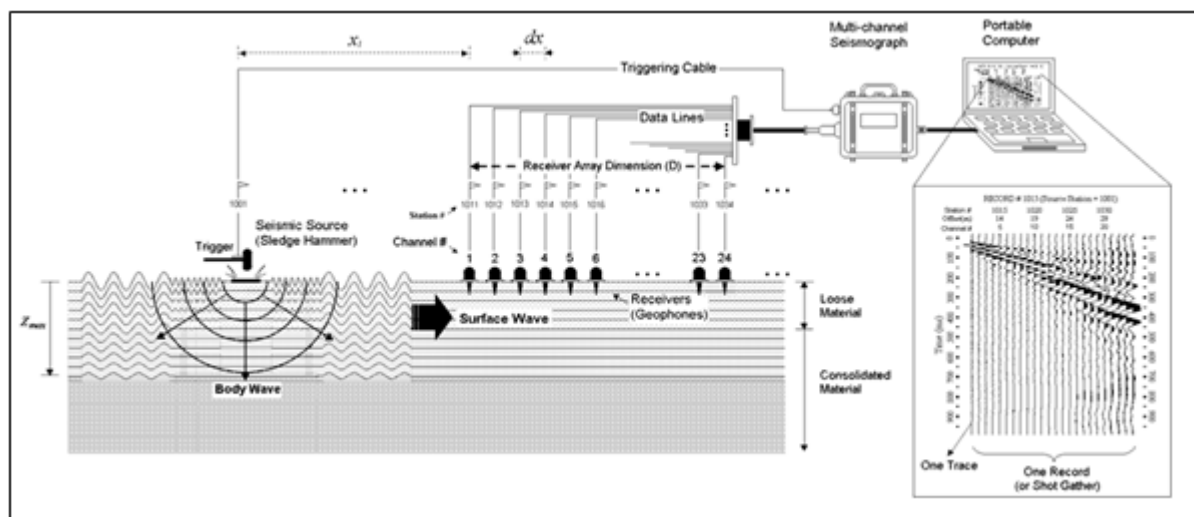 x₁
dx
Multi-channel
Seismograph
Portable
Computer
Triggering Cable
Data Lines
Receiver Array Dimension (D)
1001
1011 1012 1013 1014 1015 1016 1033 1034
Station #
Seismic Source
(Sledge Hammer)
Trigger
Channel #
1 2 3 4 5 6 23 24
Receivers
(Geophones)
Surface Wave
Body Wave
Zmax
Loose
Material
Consolidated
Material
Station #
Offset(m)
Channel #
Time (ms)
One Trace
One Record
(or Shot Gather)